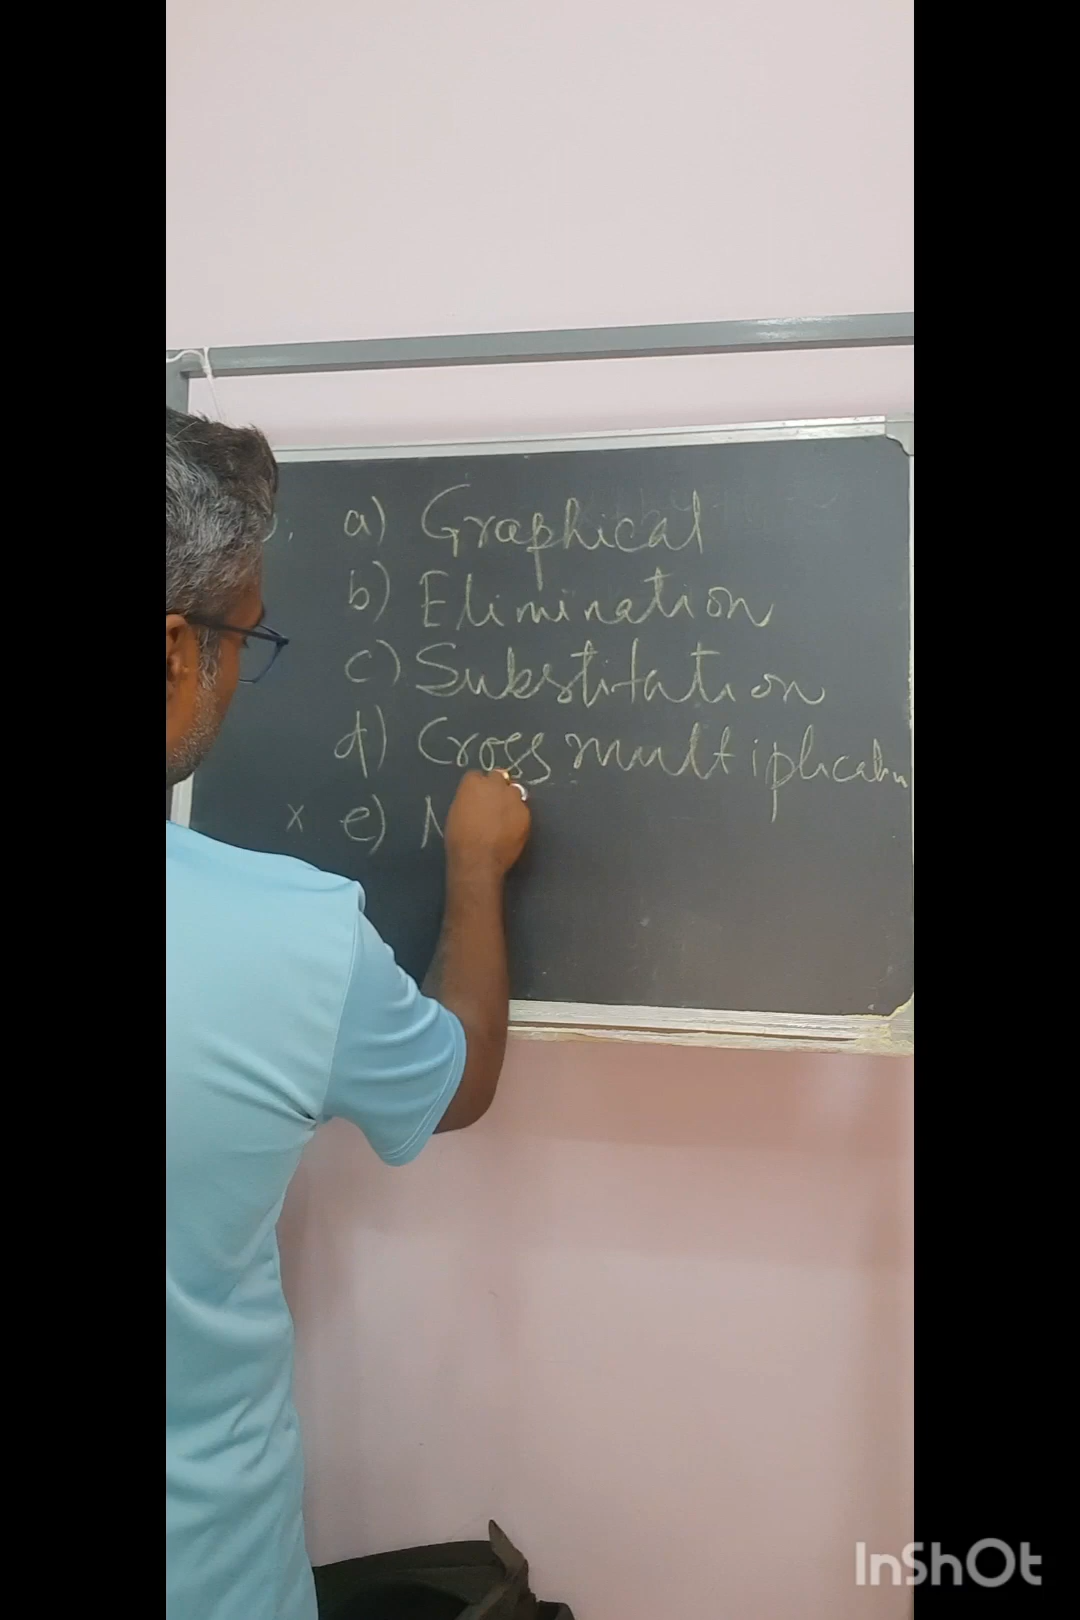 a) Graphical
b) Elimination
c) Substitution
d) Cross multiplication
x e)
InShOt